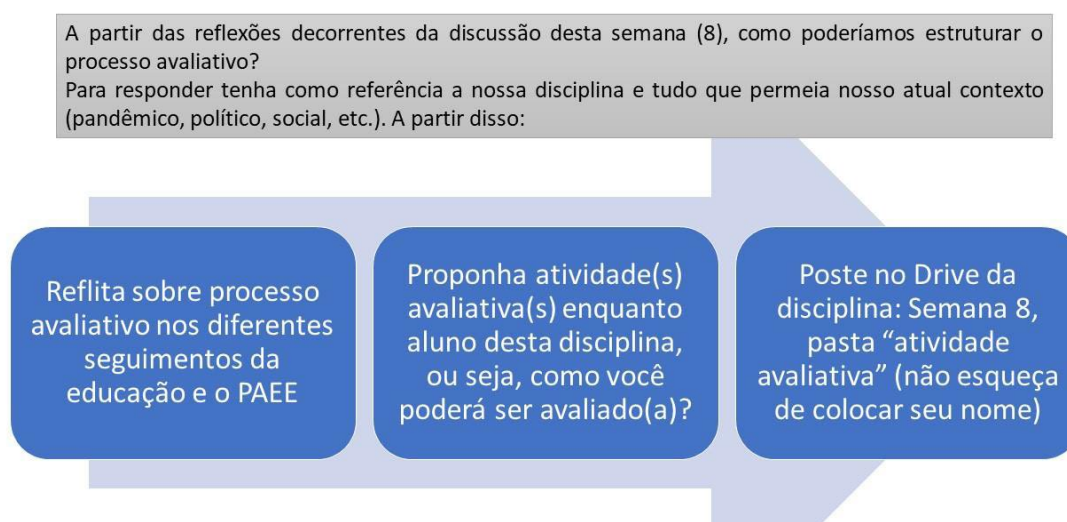 A partir das reflexões decorrentes da discussão desta semana (8), como poderíamos estruturar o
processo avaliativo?
Para responder tenha como referência a nossa disciplina e tudo que permeia nosso atual contexto
(pandêmico, político, social, etc.). A partir disso:
Reflita sobre processo
avaliativo nos diferentes
seguimentos da
educação e o PAEE
Proponha atividade(s)
avaliativa(s) enquanto
aluno desta disciplina,
ou seja, como você
poderá ser avaliado(a)?
Poste no Drive da
disciplina: Semana 8,
pasta “atividade
avaliativa” (não esqueça
de colocar seu nome)